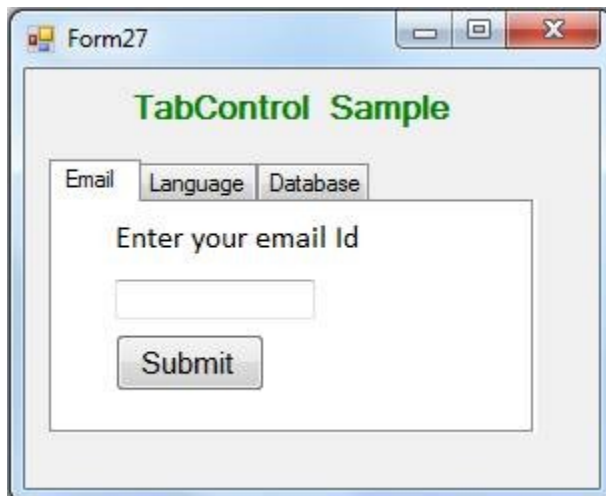 Form27
TabControl Sample
Email Language Database
Enter your email Id
Submit